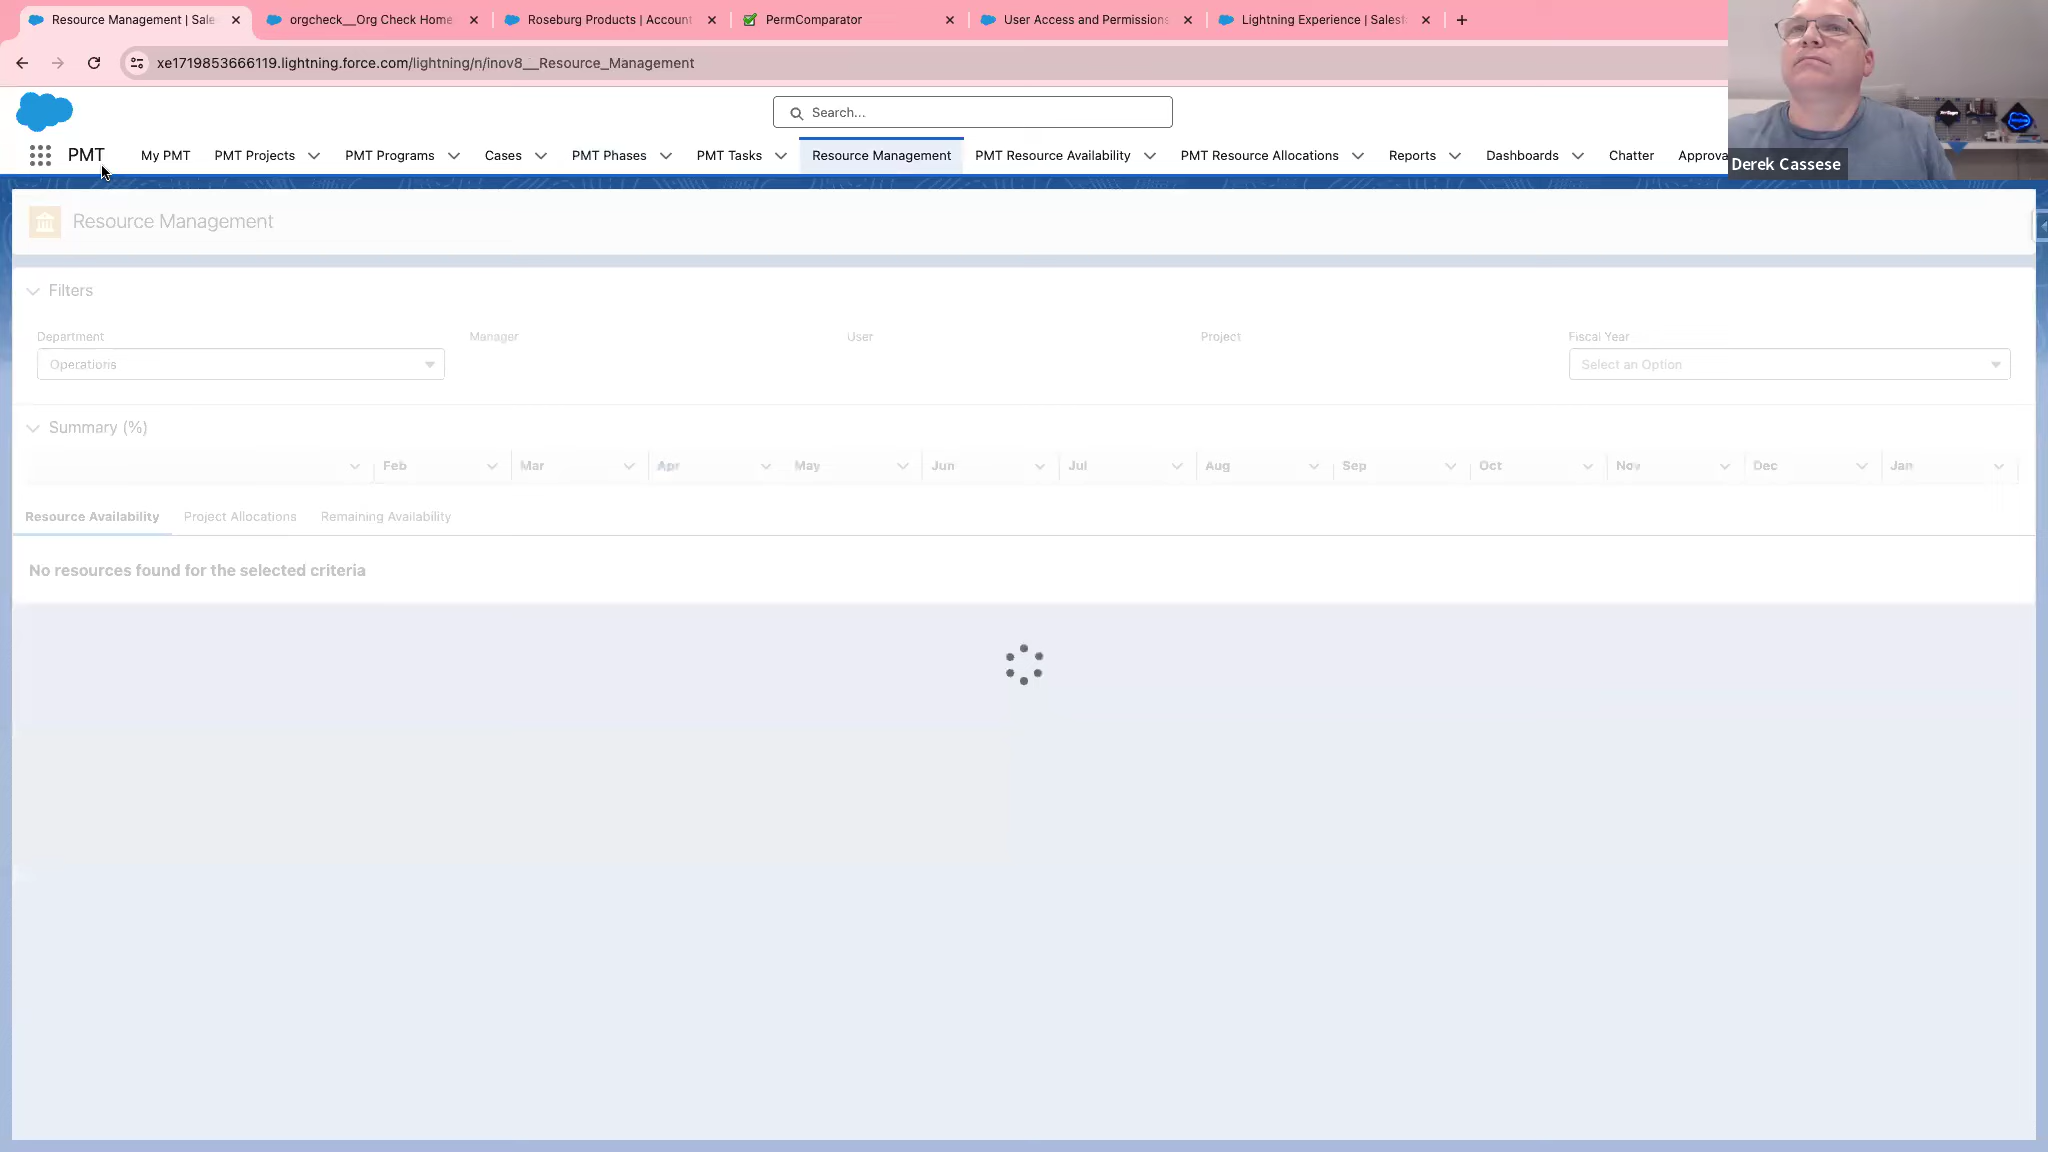 Resource Management | Sale
orgcheck__Org Check Home
Roseburg Products | Account
PermComparator
User Access and Permissions
Lightning Experience | Salesf
xe1719853666119.lightning.force.com/lightning/n/inov8__Resource_Management
Search...
PMT
My PMT
PMT Projects
PMT Programs
Cases
PMT Phases
PMT Tasks
Resource Management
PMT Resource Availability
PMT Resource Allocations
Reports
Dashboards
Chatter
Approva
Derek Cassese
Resource Management
Filters
Department
Manager
User
Project
Fiscal Year
Operations
Select an Option
Summary (%)
Feb
Mar
Apr
May
Jun
Jul
Aug
Sep
Oct
Nov
Dec
Jan
Resource Availability
Project Allocations
Remaining Availability
No resources found for the selected criteria